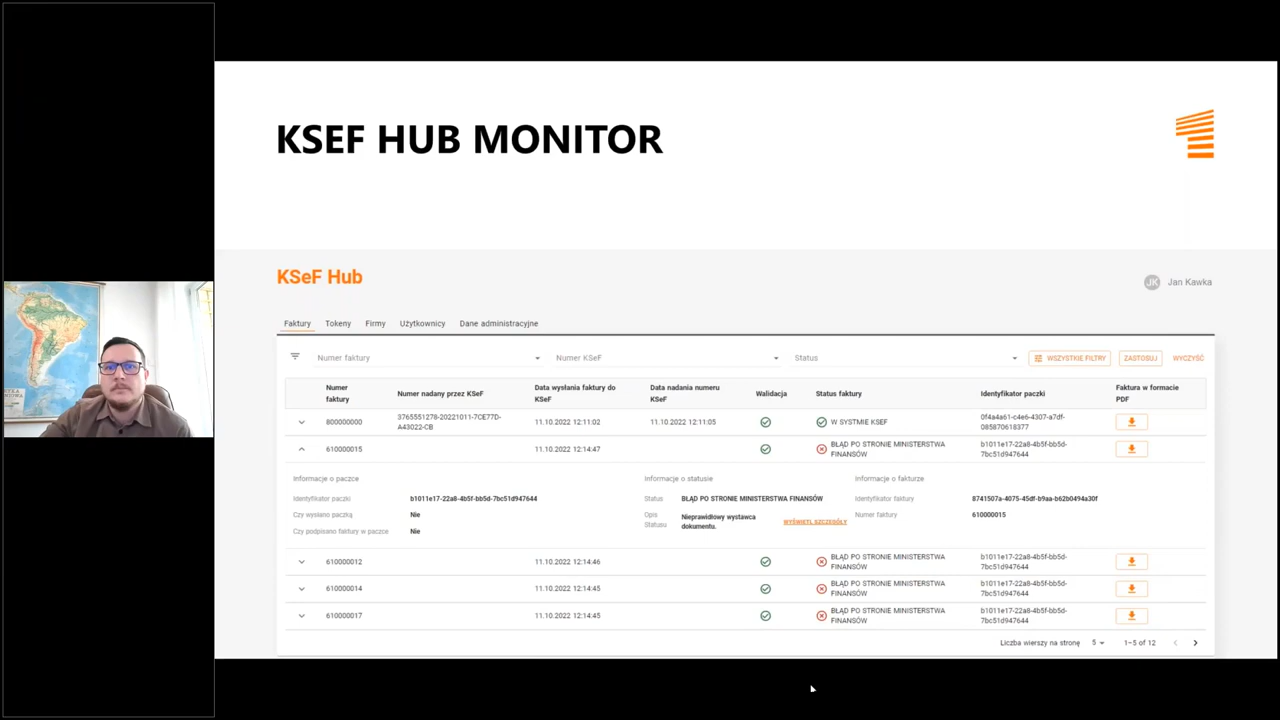 KSEF HUB MONITOR
KSeF Hub
JK Jan Kawka
Faktury Tokeny Firmy Użytkownicy Dane administracyjne
Numer faktury Numer KSeF Status WSZYSTKIE FILTRY ZASTOSUJ WYCZYŚĆ
Numer faktury Numer nadany przez KSeF Data wysłania faktury do KSeF Data nadania numeru KSeF Walidacja Status faktury Identyfikator paczki Faktura w formacie PDF
800000000 3765551278-20221011-7CE77D-A43022-CB 11.10.2022 12:11:02 11.10.2022 12:11:05 W SYSTMIE KSEF 0f4a4a61-c4e6-4307-a7df-085870618377
610000015 11.10.2022 12:14:47 BŁĄD PO STRONIE MINISTERSTWA FINANSÓW b1011e17-22a8-4b5f-bb5d-7bc51d947644
Informacje o paczce Informacje o statusie Informacje o fakturze
Identyfikator paczki b1011e17-22a8-4b5f-bb5d-7bc51d947644 Status BŁĄD PO STRONIE MINISTERSTWA FINANSÓW Identyfikator faktury 8741507a-4075-45df-b9aa-b62b0494a30f
Czy wysłano paczkę Nie Opis Statusu Nieprawidłowy wystawca dokumentu. WYŚWIETL SZCZEGÓŁY Numer faktury 610000015
Czy podpisano faktury w paczce Nie
610000012 11.10.2022 12:14:46 BŁĄD PO STRONIE MINISTERSTWA FINANSÓW b1011e17-22a8-4b5f-bb5d-7bc51d947644
610000014 11.10.2022 12:14:45 BŁĄD PO STRONIE MINISTERSTWA FINANSÓW b1011e17-22a8-4b5f-bb5d-7bc51d947644
610000017 11.10.2022 12:14:45 BŁĄD PO STRONIE MINISTERSTWA FINANSÓW b1011e17-22a8-4b5f-bb5d-7bc51d947644
Liczba wierszy na stronę 5 1–5 of 12